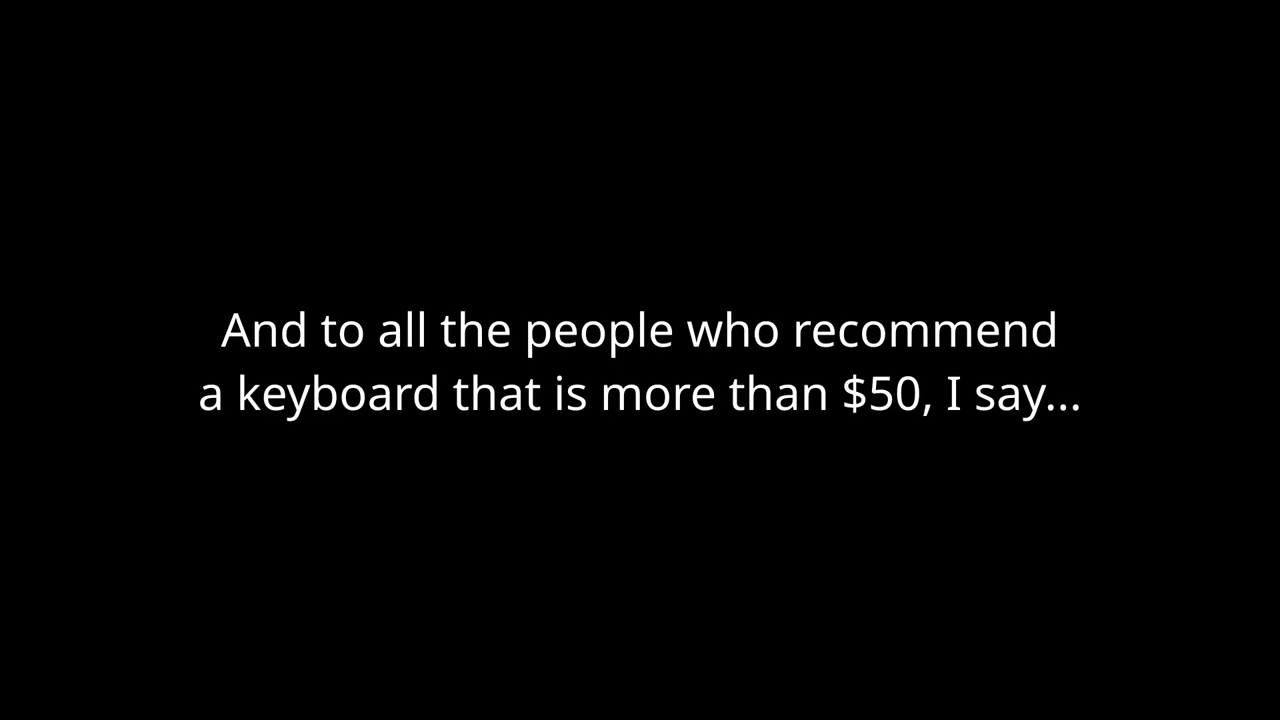 And to all the people who recommend
a keyboard that is more than $50, I say...